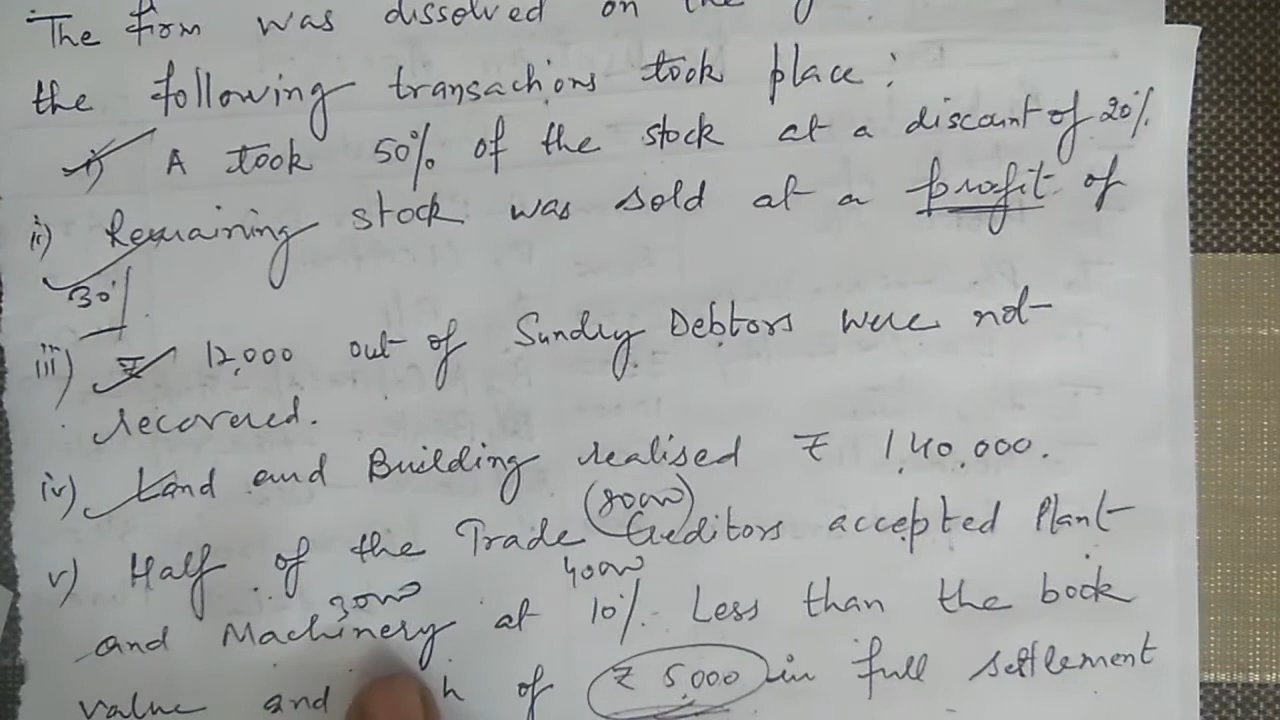 The firm was dissolved on the
the following transactions took place :
i) A took 50% of the stock at a discount of 20%.
ii) Remaining stock was sold at a profit of
30%.
iii) ₹ 12,000 out of Sundry Debtors were not
recovered.
iv) Land and Building realised ₹ 1,40,000.
(80000)
v) Half of the Trade Creditors accepted Plant
40000
30000
and Machinery at 10% Less than the book
value and h of ₹ 5,000 in full settlement